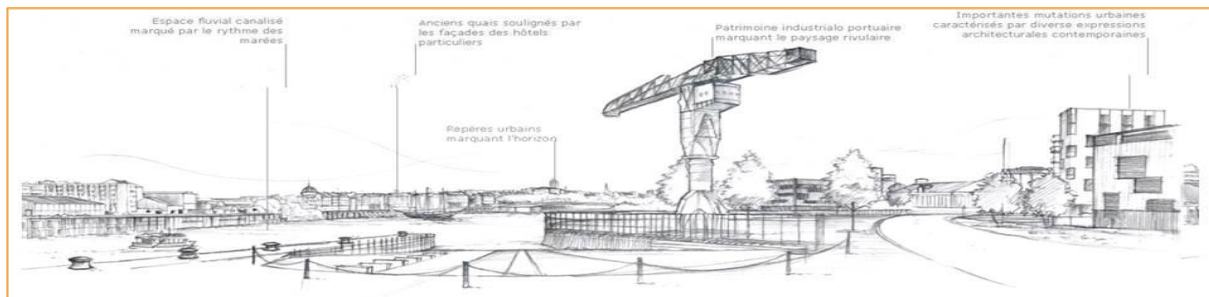 Espace fluvial canalisé
marqué par le rythme des
marées
Anciens quais soulignés par
les façades des hôtels
particuliers
Repères urbains
marquant l'horizon
Patrimoine industrialo portuaire
marquant le paysage rivulaire
Importantes mutations urbaines
caractérisés par diverse expressions
architecturales contemporaines